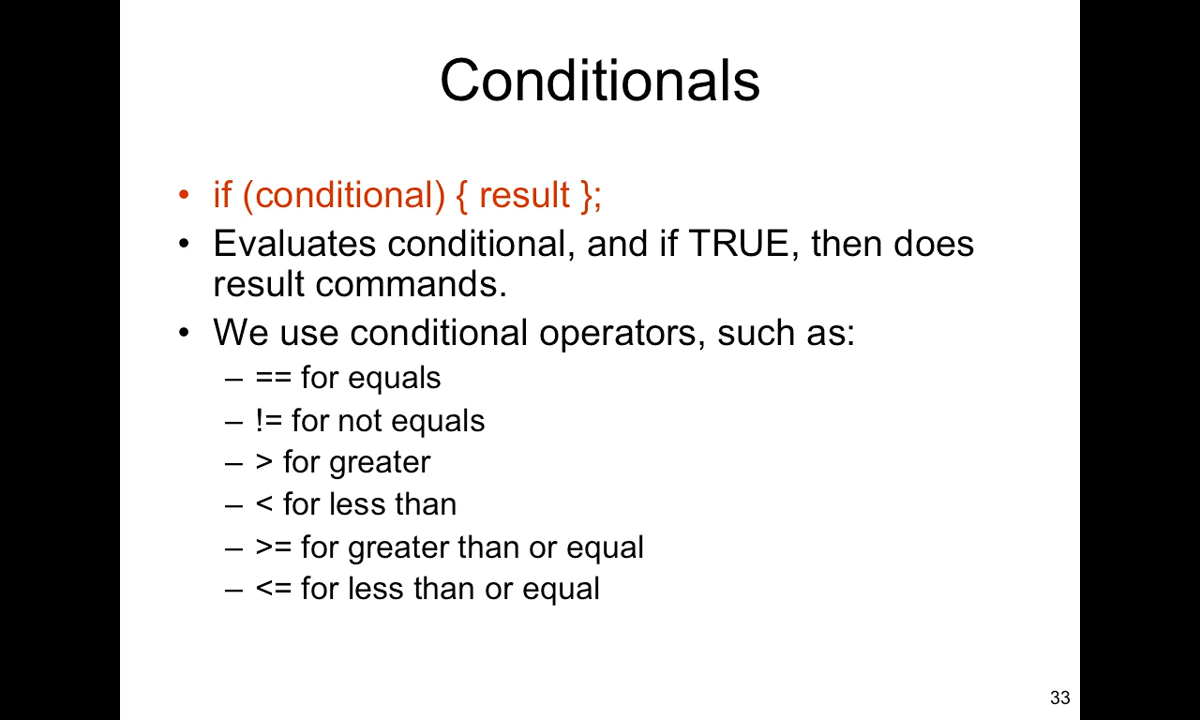 Conditionals
• if (conditional) { result };
• Evaluates conditional, and if TRUE, then does
result commands.
• We use conditional operators, such as:
– == for equals
– != for not equals
– > for greater
– < for less than
– >= for greater than or equal
– <= for less than or equal
33